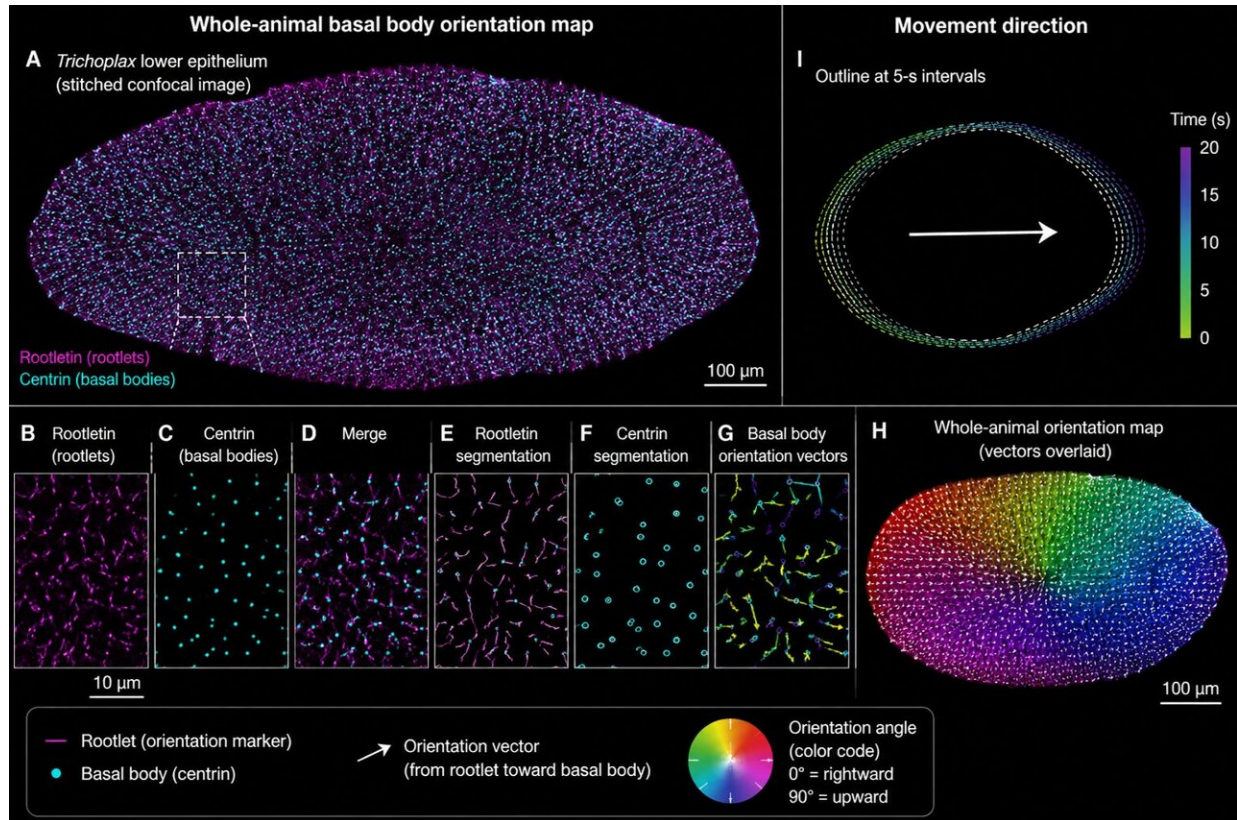 Whole-animal basal body orientation map
A Trichoplax lower epithelium
(stitched confocal image)
Rootletin (rootlets)
Centrin (basal bodies)
100 μm
Movement direction
I
Outline at 5-s intervals
Time (s)
20
15
10
5
0
B Rootletin
(rootlets)
C Centrin
(basal bodies)
D Merge
E Rootletin
segmentation
F Centrin
segmentation
G Basal body
orientation vectors
10 μm
H Whole-animal orientation map
(vectors overlaid)
100 μm
Rootlet (orientation marker)
Basal body (centrin)
Orientation vector
(from rootlet toward basal body)
Orientation angle
(color code)
0° = rightward
90° = upward